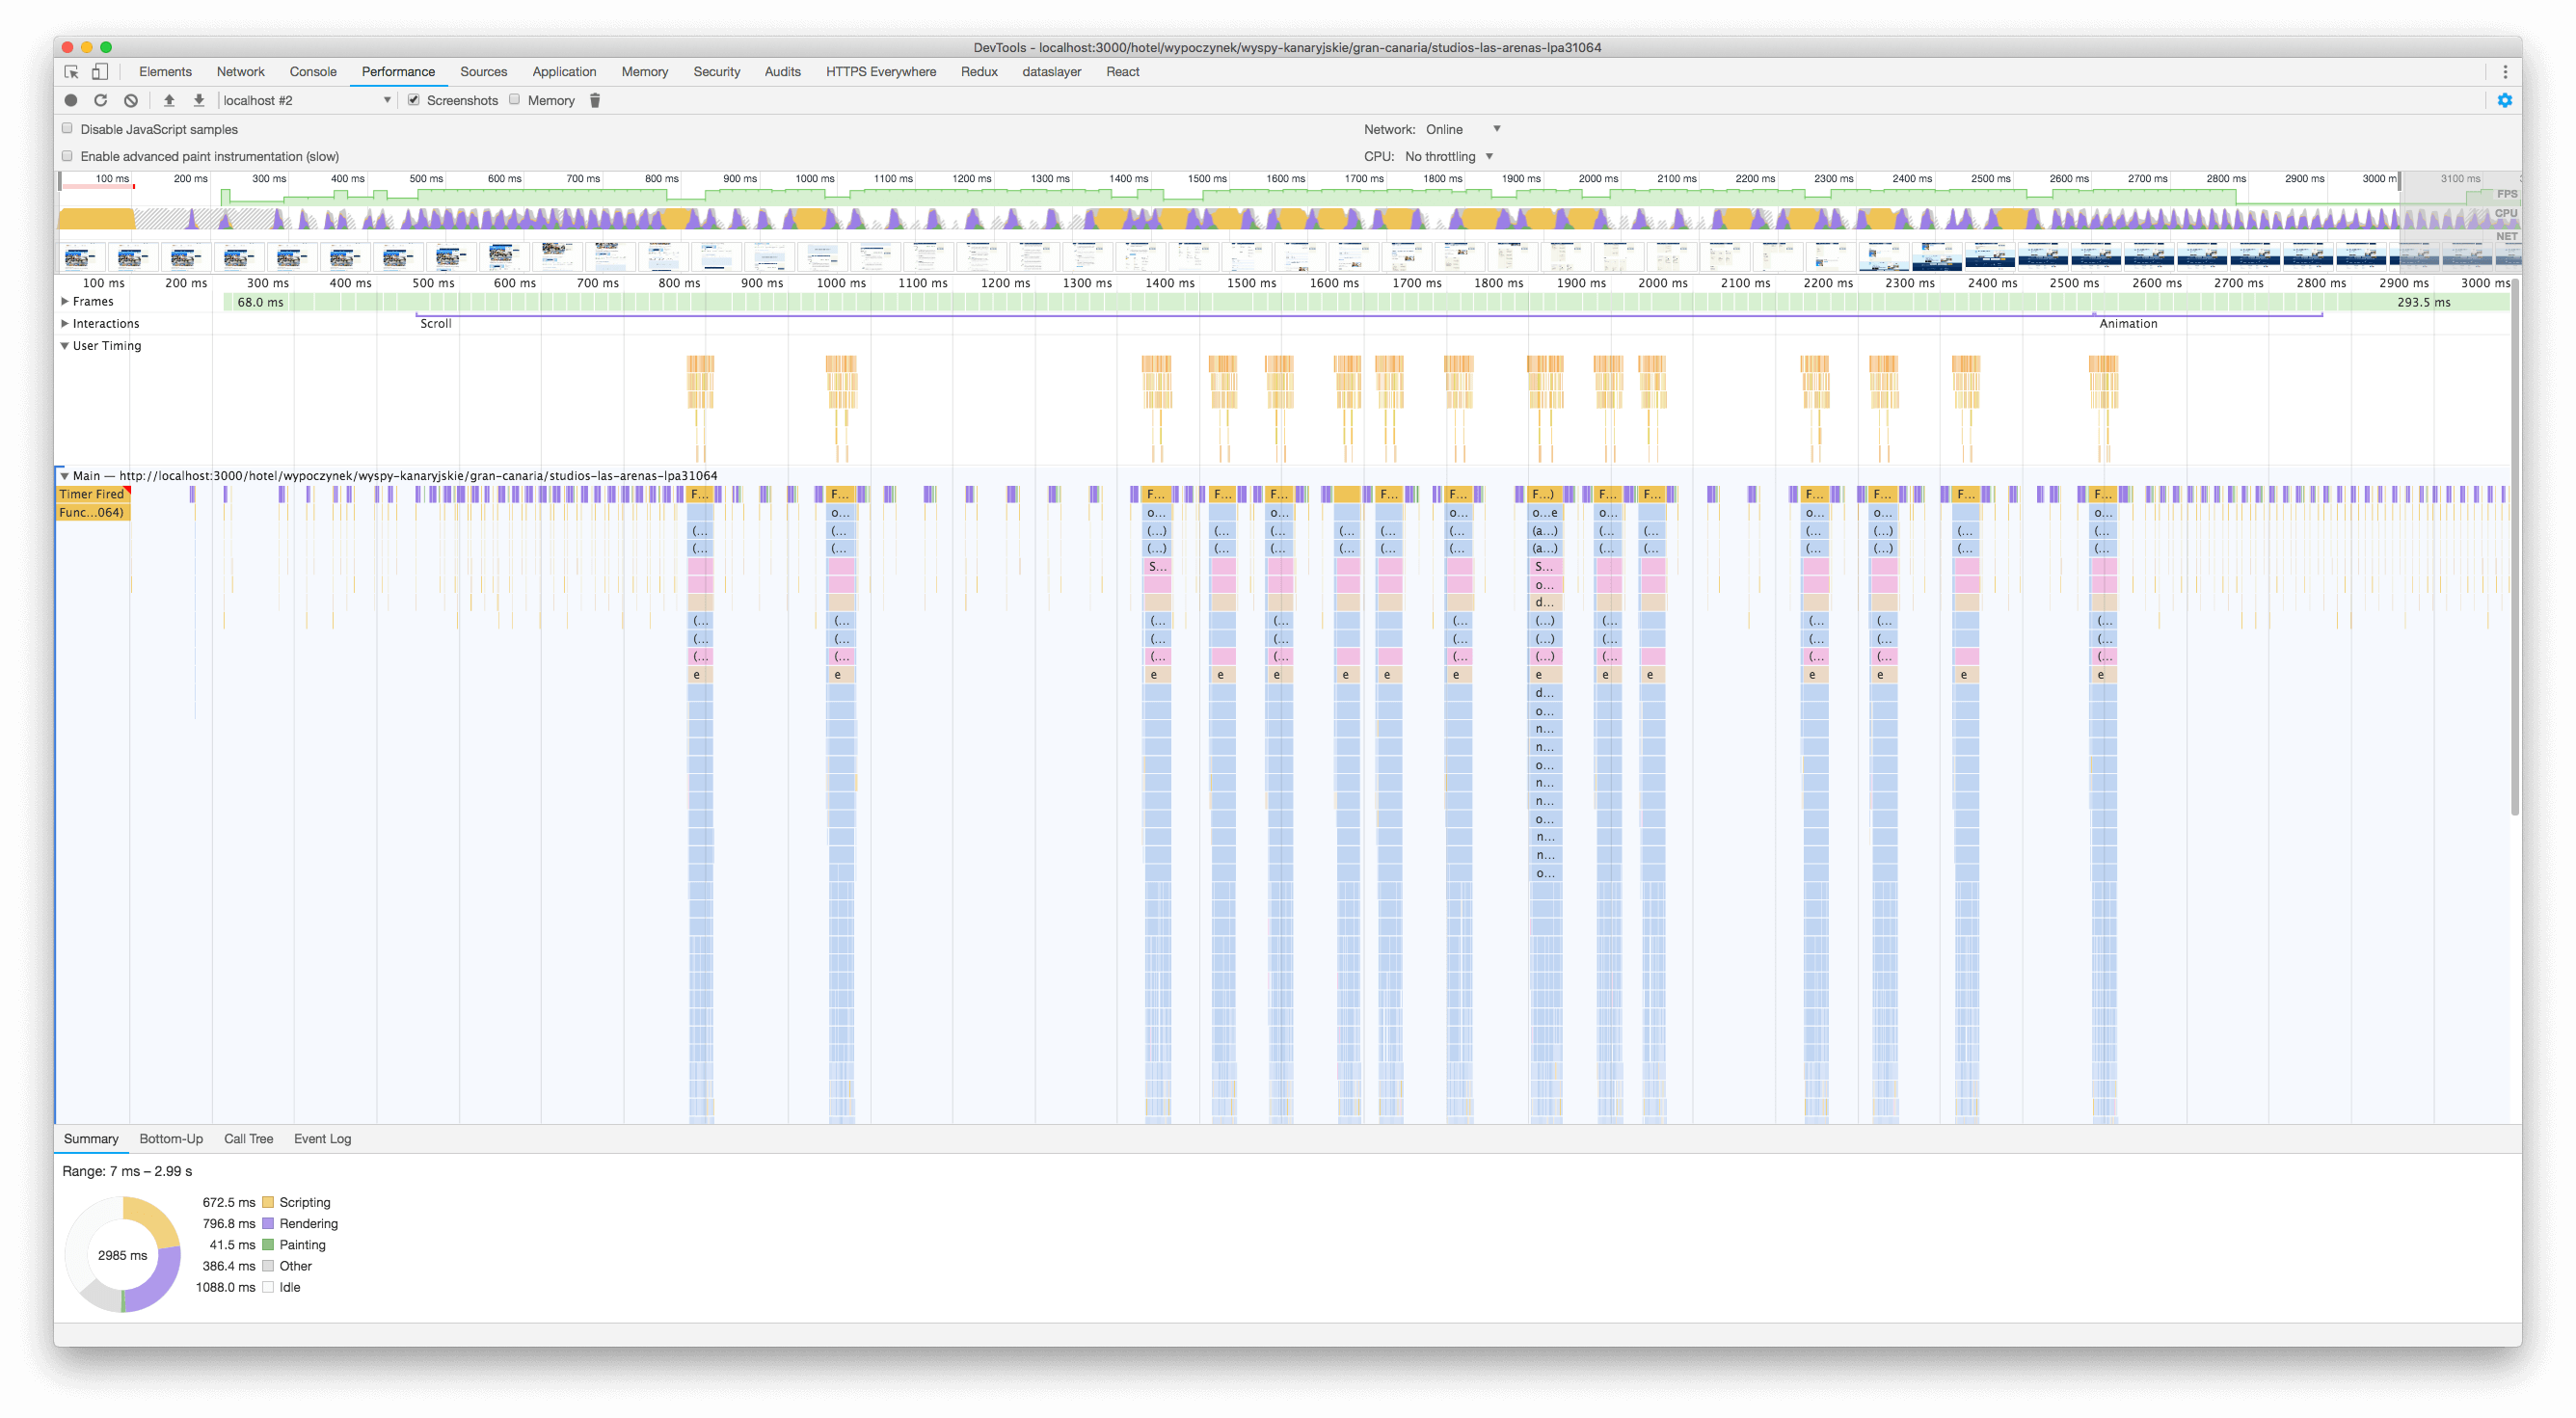 DevTools - localhost:3000/hotel/wypoczynek/wyspy-kanaryjskie/gran-canaria/studios-las-arenas-lpa31064
Elements Network Console Performance Sources Application Memory Security Audits HTTPS Everywhere Redux dataslayer React
localhost #2 Screenshots Memory
Disable JavaScript samples Network: Online
Enable advanced paint instrumentation (slow) CPU: No throttling
100 ms 200 ms 300 ms 400 ms 500 ms 600 ms 700 ms 800 ms 900 ms 1000 ms 1100 ms 1200 ms 1300 ms 1400 ms 1500 ms 1600 ms 1700 ms 1800 ms 1900 ms 2000 ms 2100 ms 2200 ms 2300 ms 2400 ms 2500 ms 2600 ms 2700 ms 2800 ms 2900 ms 3000 m 3100 ms
FPS
CPU
NET
100 ms 200 ms 300 ms 400 ms 500 ms 600 ms 700 ms 800 ms 900 ms 1000 ms 1100 ms 1200 ms 1300 ms 1400 ms 1500 ms 1600 ms 1700 ms 1800 ms 1900 ms 2000 ms 2100 ms 2200 ms 2300 ms 2400 ms 2500 ms 2600 ms 2700 ms 2800 ms 2900 ms 3000 ms
Frames 68.0 ms 293.5 ms
Interactions Scroll Animation
User Timing
Main — http://localhost:3000/hotel/wypoczynek/wyspy-kanaryjskie/gran-canaria/studios-las-arenas-lpa31064
Timer Fired F... F... F... F... F... F... F... F...) F... F... F... F... F... F...
Func...064) o... o... o... o... o...e o... o... o... o...
(... (... (...) (... (... (... (... (... (a...) (... (... (... (...) (... (...
(... (... (...) (... (... (... (... (... (a...) (... (... (... (...) (... (...
S... S...
o...
d...
(... (... (... (... (... (...) (... (... (... (...
(... (... (... (... (... (...) (... (... (... (...
(... (... (... (... (... (...) (... (... (... (...
e e e e e e e e e e e e e e e
d...
o...
n...
n...
o...
n...
n...
o...
n...
n...
o...
Summary Bottom-Up Call Tree Event Log
Range: 7 ms – 2.99 s
672.5 ms Scripting
796.8 ms Rendering
41.5 ms Painting
2985 ms
386.4 ms Other
1088.0 ms Idle